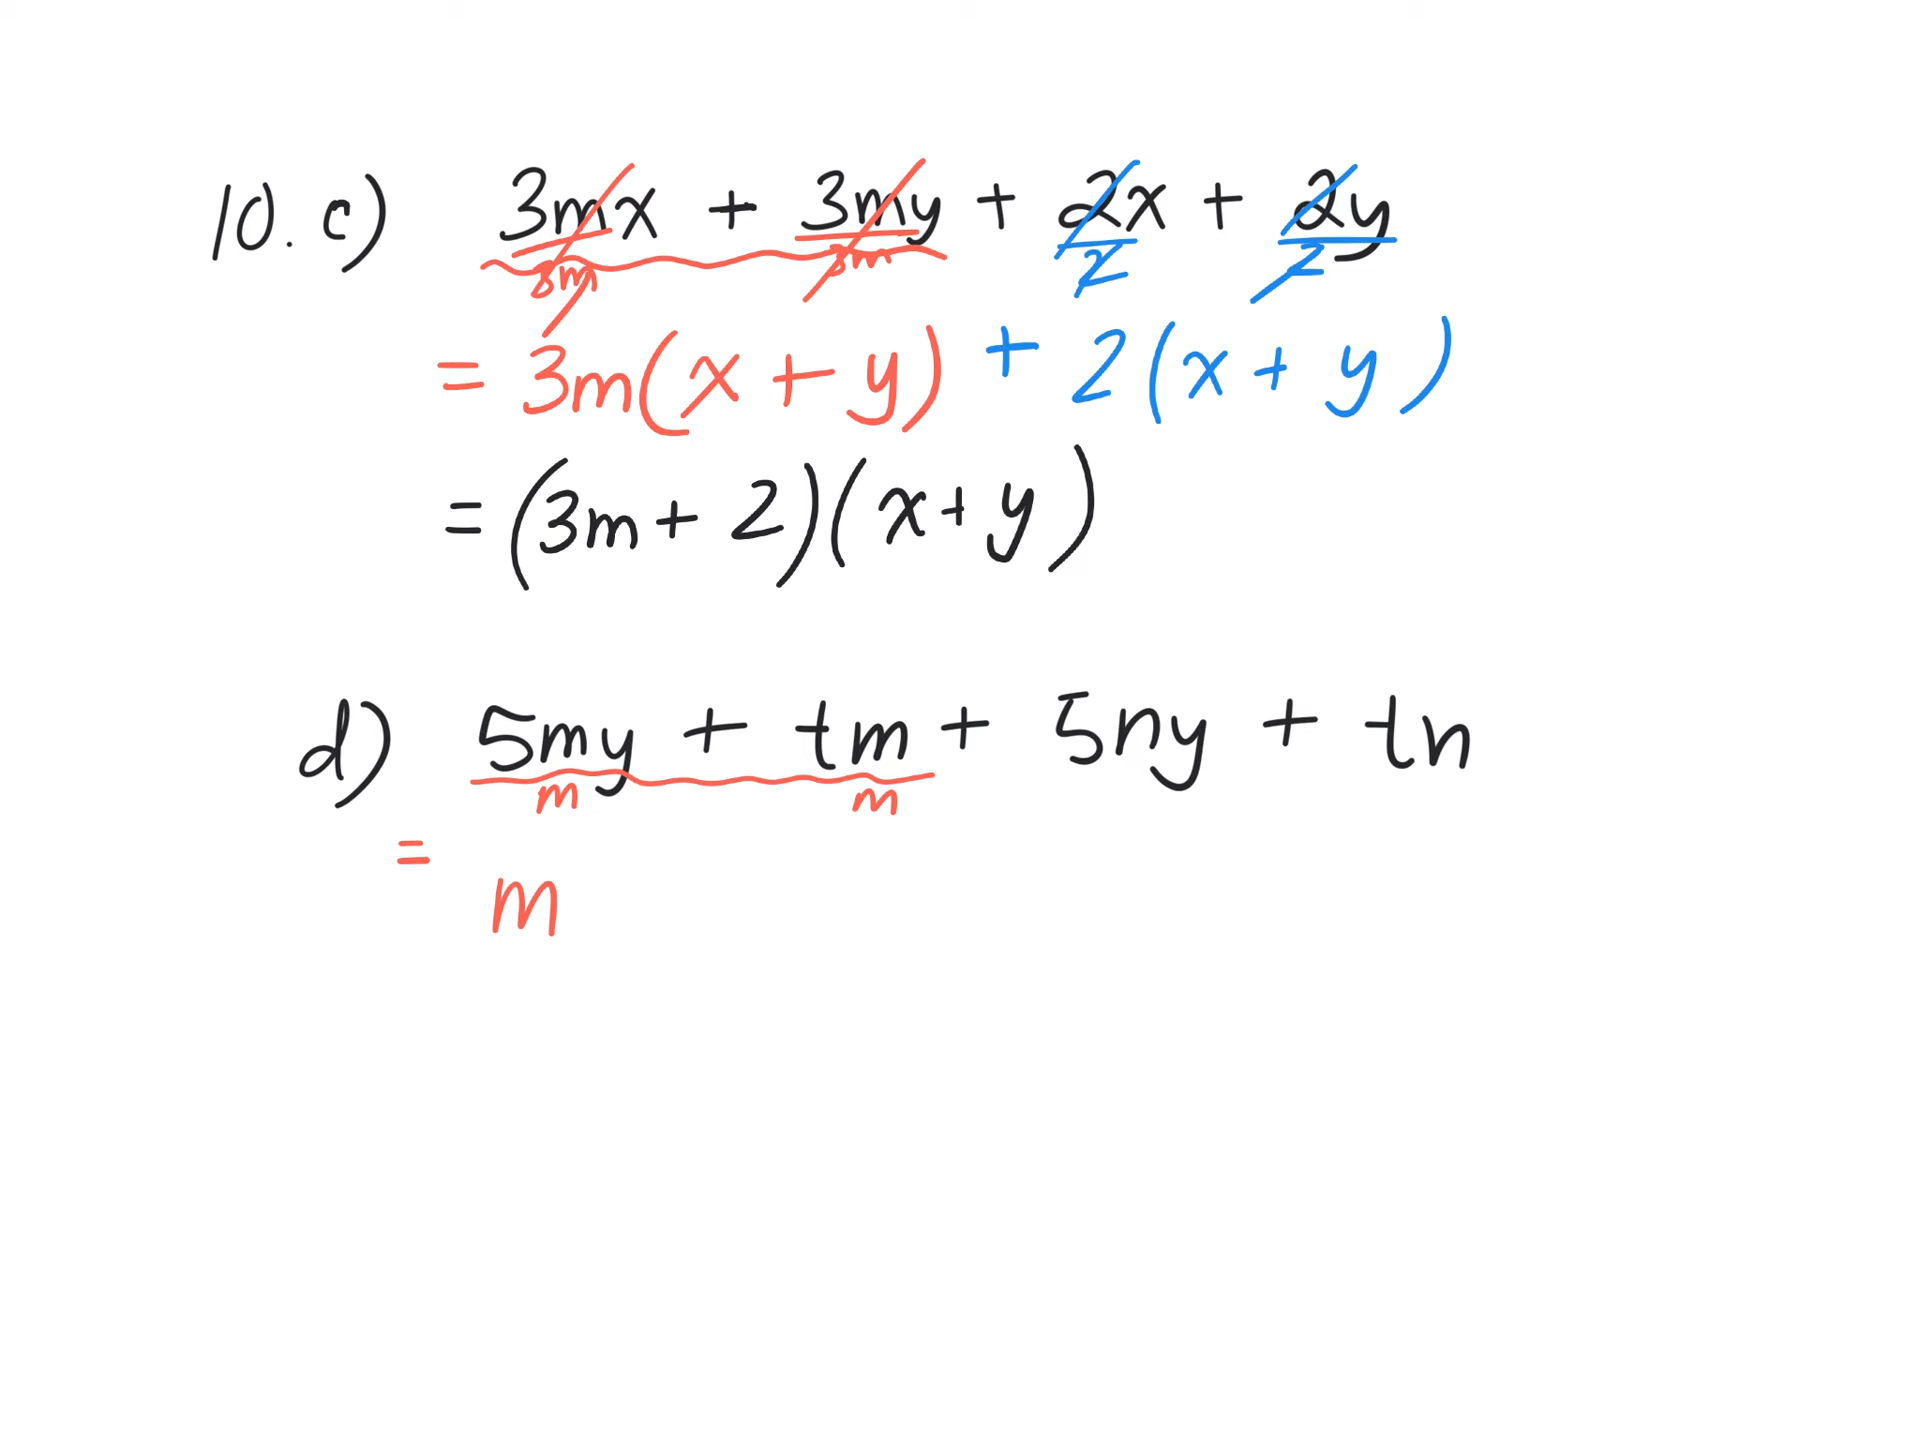 10. c) 3mx + 3my + 2x + 2y
3m 3m 2 2
= 3m(x + y) + 2(x + y)
= (3m + 2)(x + y)
d) 5my + tm + 5ny + tn
m m
= m